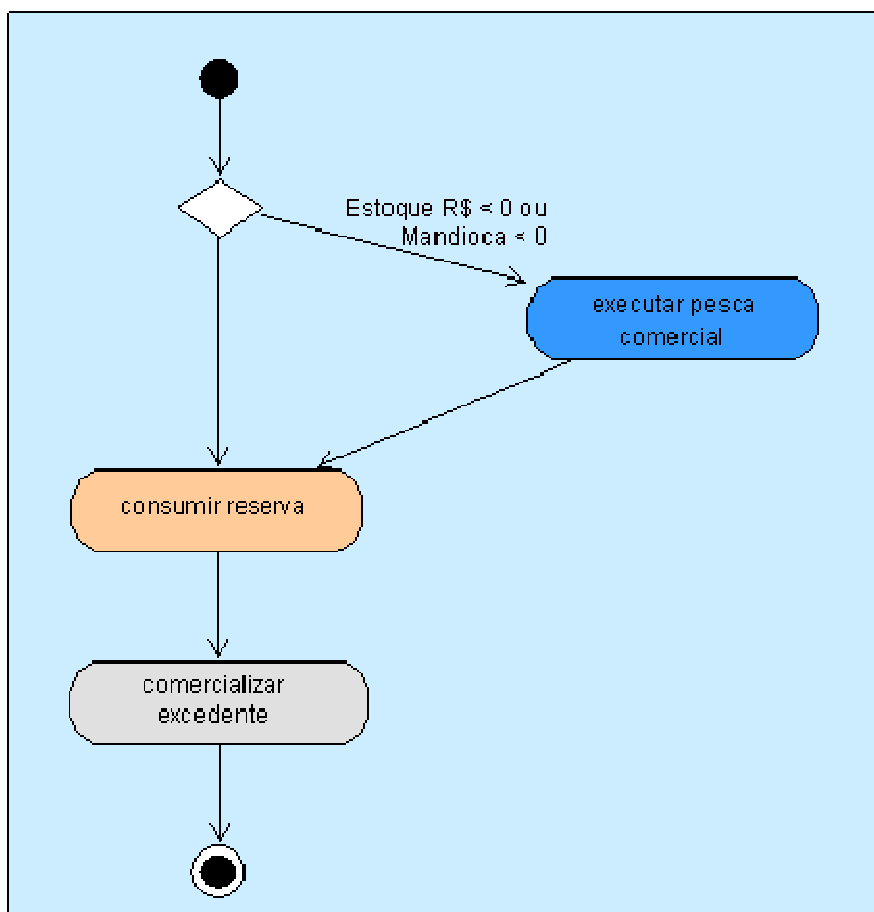 Estoque R$ < 0 ou
Mandioca < 0
executar pesca
comercial
consumir reserva
comercializar
excedente